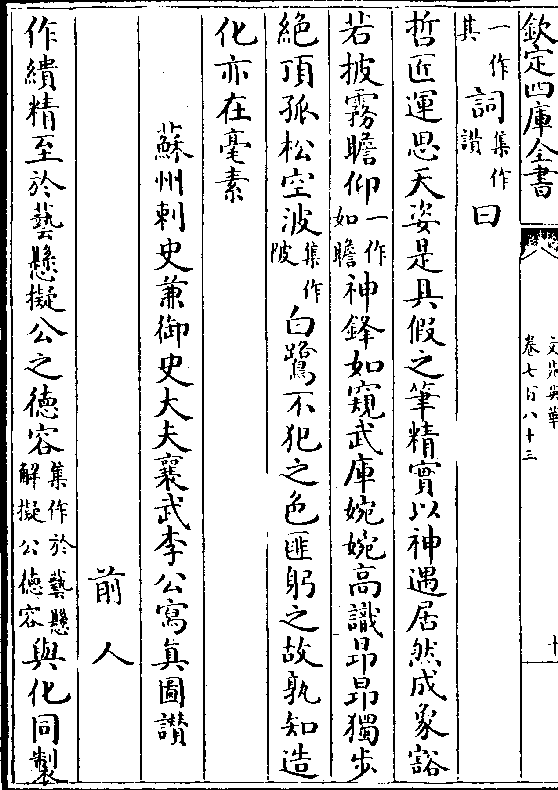 欽定四庫全書
文苑英華
卷七百八十三
十
其一作詞集作讚曰
哲匠運思天姿是具假之筆精實以神遇居然成象豁
若披霧瞻仰一作如瞻神鋒如窺武庫婉婉高識昂昂獨步
絶頂孤松空波集作陂白鷺不犯之色匪躬之故孰知造
化亦在毫素
蘇州刺史兼御史大夫襄武李公寫真圖讃
前人
作繢精至於藝懸擬公之德容集作於藝懸解擬公德容與化同製